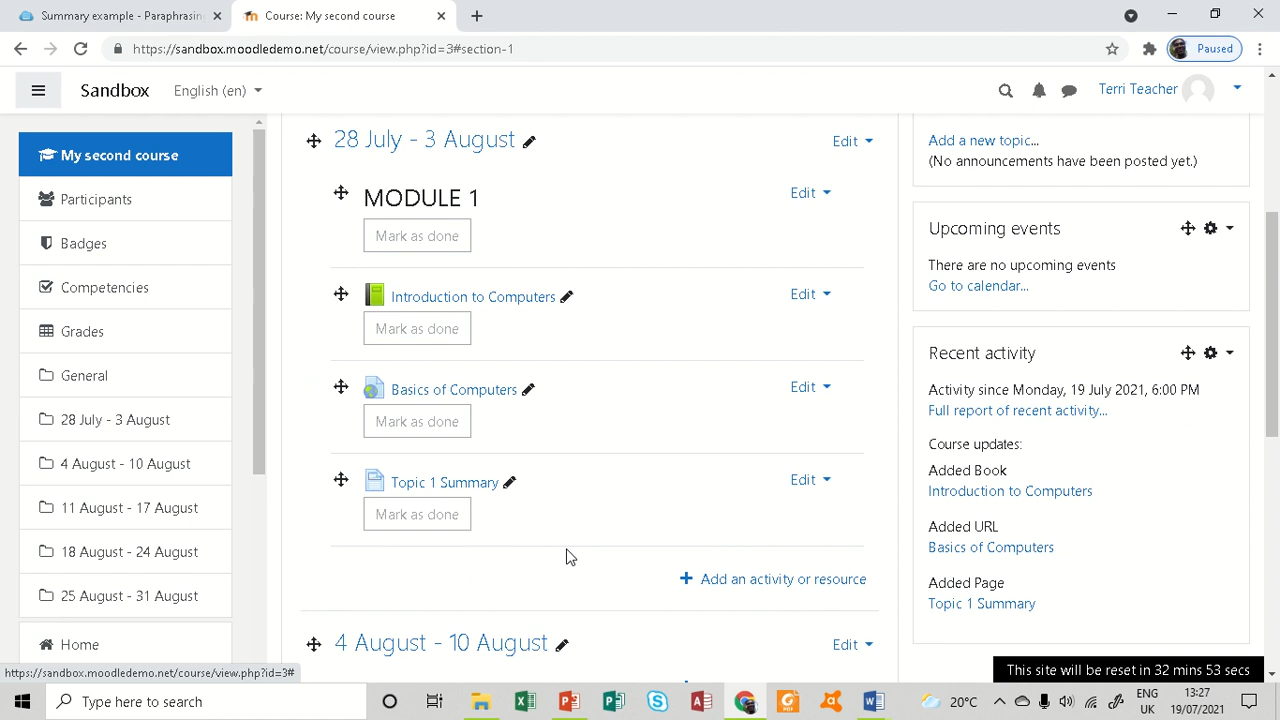 Summary example - Paraphrasin
Course: My second course
https://sandbox.moodledemo.net/course/view.php?id=3#section-1
Paused
Sandbox
English (en)
Terri Teacher
My second course
Participants
Badges
Competencies
Grades
General
28 July - 3 August
4 August - 10 August
11 August - 17 August
18 August - 24 August
25 August - 31 August
Home
28 July - 3 August
Edit
MODULE 1
Edit
Mark as done
Introduction to Computers
Edit
Mark as done
Basics of Computers
Edit
Mark as done
Topic 1 Summary
Edit
Mark as done
Add an activity or resource
4 August - 10 August
Edit
Add a new topic...
(No announcements have been posted yet.)
Upcoming events
There are no upcoming events
Go to calendar...
Recent activity
Activity since Monday, 19 July 2021, 6:00 PM
Full report of recent activity...
Course updates:
Added Book
Introduction to Computers
Added URL
Basics of Computers
Added Page
Topic 1 Summary
This site will be reset in 32 mins 53 secs
https://sandbox.moodledemo.net/course/view.php?id=3#
Type here to search
20°C
ENG
UK
13:27
19/07/2021